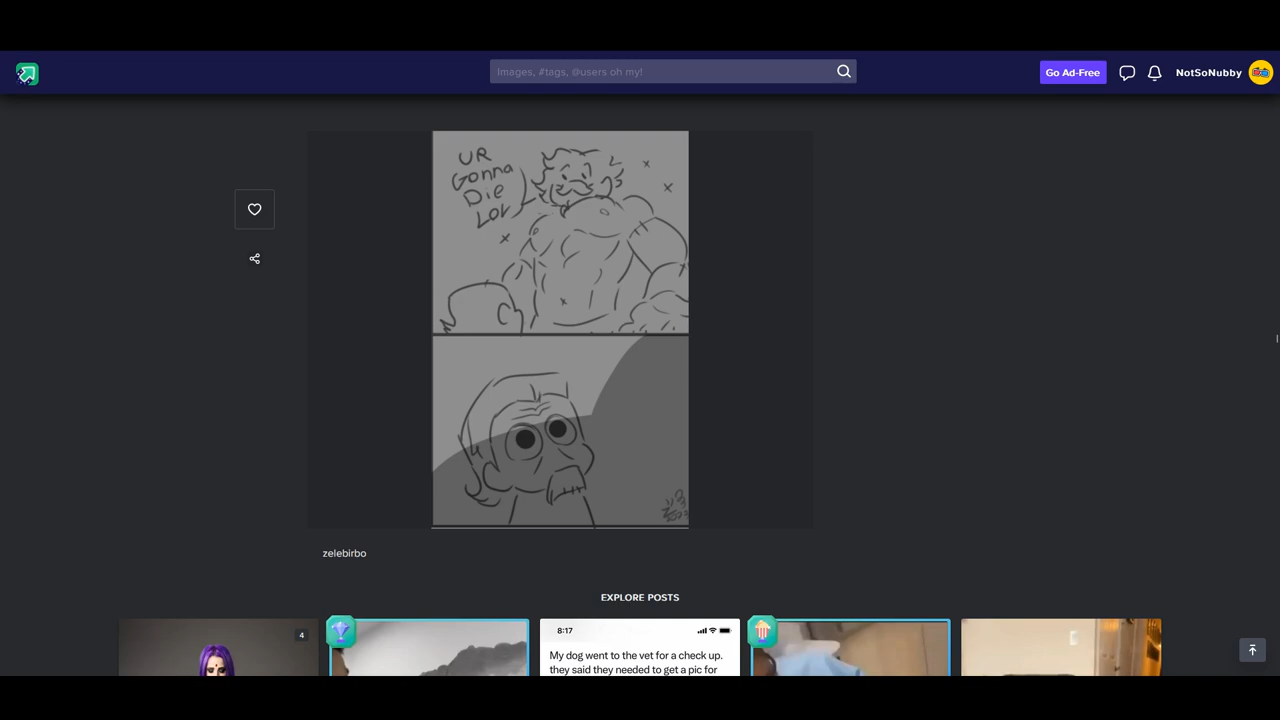 Images, #tags, @users oh my!
Go Ad-Free
NotSoNubby
UR
Gonna
Die
LoL
zelebirbo
EXPLORE POSTS
4
8:17
My dog went to the vet for a check up.
they said they needed to get a pic for